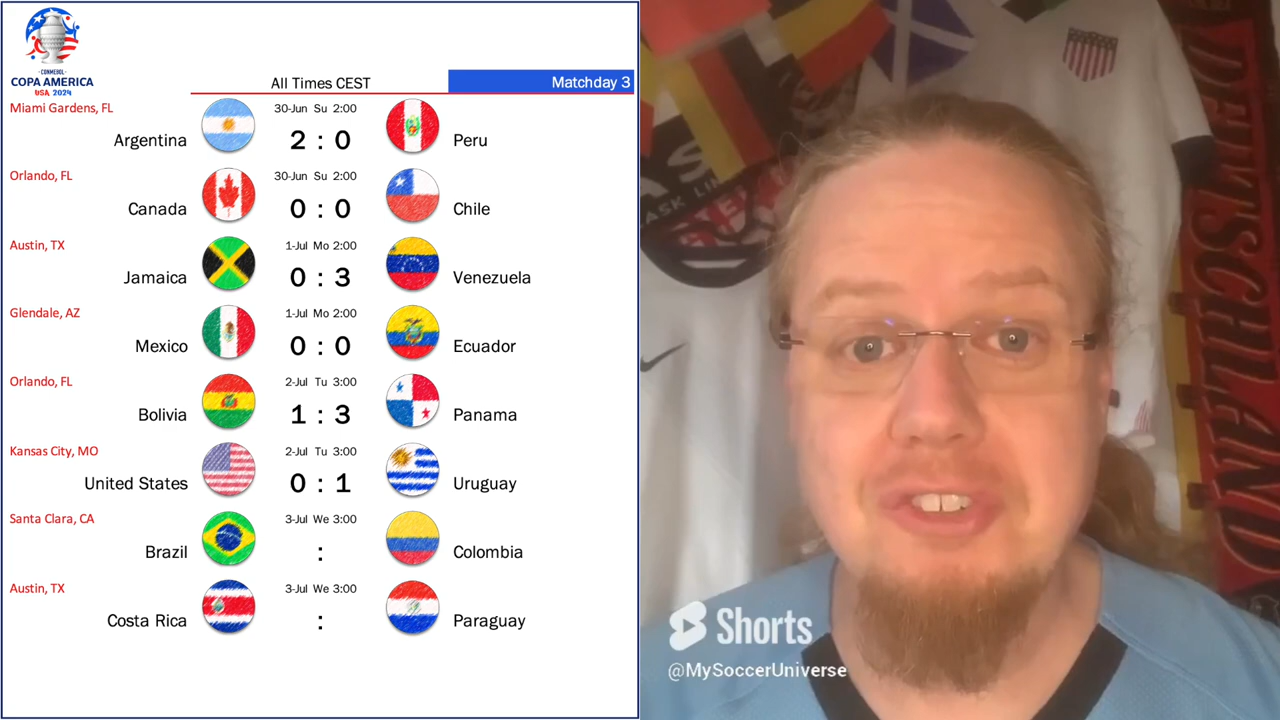 CONMEBOL
COPA AMERICA
USA 2024
All Times CEST
Matchday 3
Miami Gardens, FL
30-Jun Su 2:00
Argentina 2 : 0 Peru
Orlando, FL
30-Jun Su 2:00
Canada 0 : 0 Chile
Austin, TX
1-Jul Mo 2:00
Jamaica 0 : 3 Venezuela
Glendale, AZ
1-Jul Mo 2:00
Mexico 0 : 0 Ecuador
Orlando, FL
2-Jul Tu 3:00
Bolivia 1 : 3 Panama
Kansas City, MO
2-Jul Tu 3:00
United States 0 : 1 Uruguay
Santa Clara, CA
3-Jul We 3:00
Brazil : Colombia
Austin, TX
3-Jul We 3:00
Costa Rica : Paraguay
DEUTSCHLAND
Shorts
@MySoccerUniverse